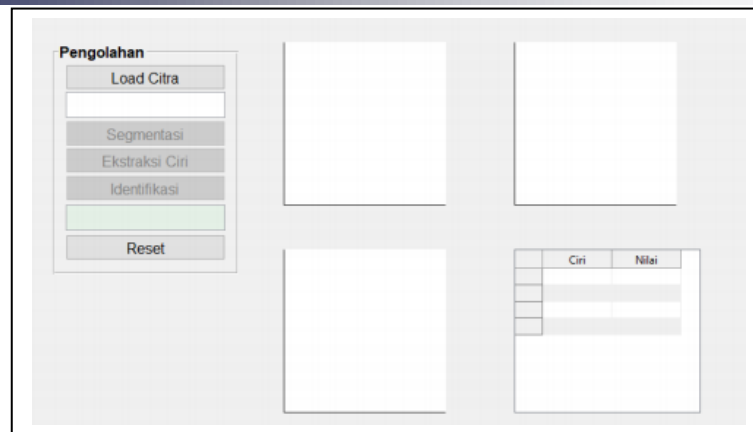 Pengolahan
Load Citra
Segmentasi
Ekstraksi Ciri
Identifikasi
Reset
Ciri Nilai